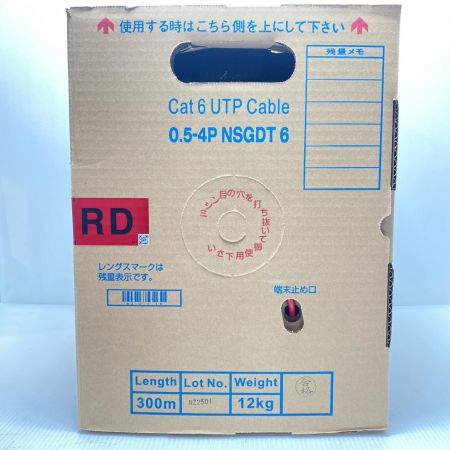 使用する時はこちら側を上にして下さい
残量メモ
Cat 6 UTP Cable
0.5-4P NSGDT 6
ミシン目の穴を打ち抜いて御使用下さい
RD
レングスマークは
残量表示です。
端末止め口
Length Lot No. Weight
300m 12kg
合格